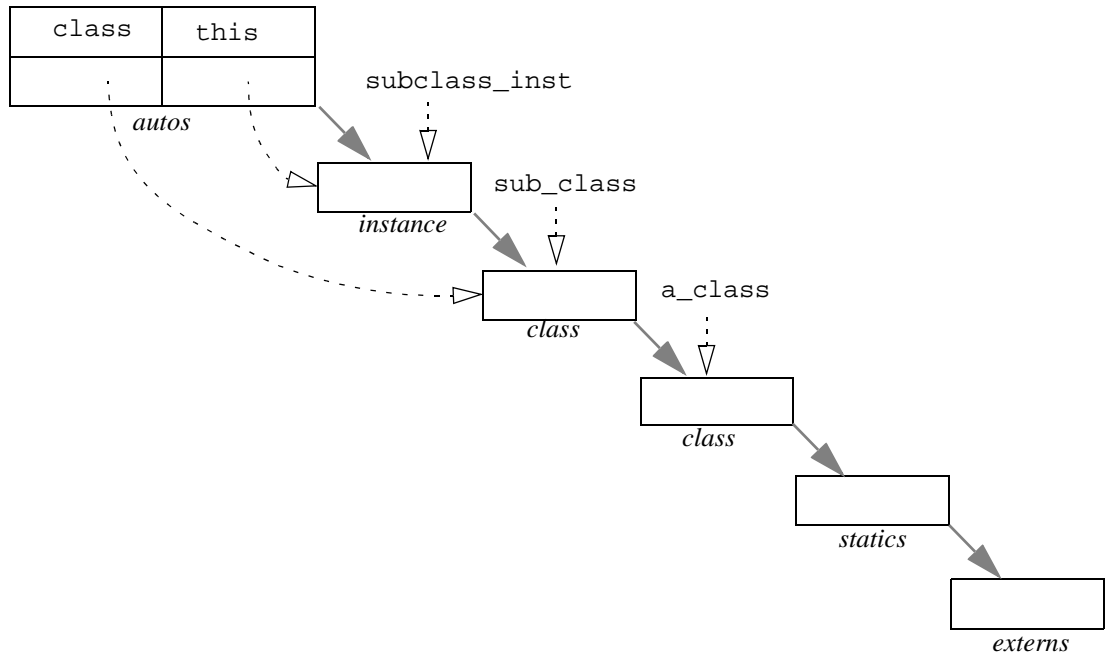 class
this
subclass_inst
autos
sub_class
instance
a_class
class
class
statics
externs